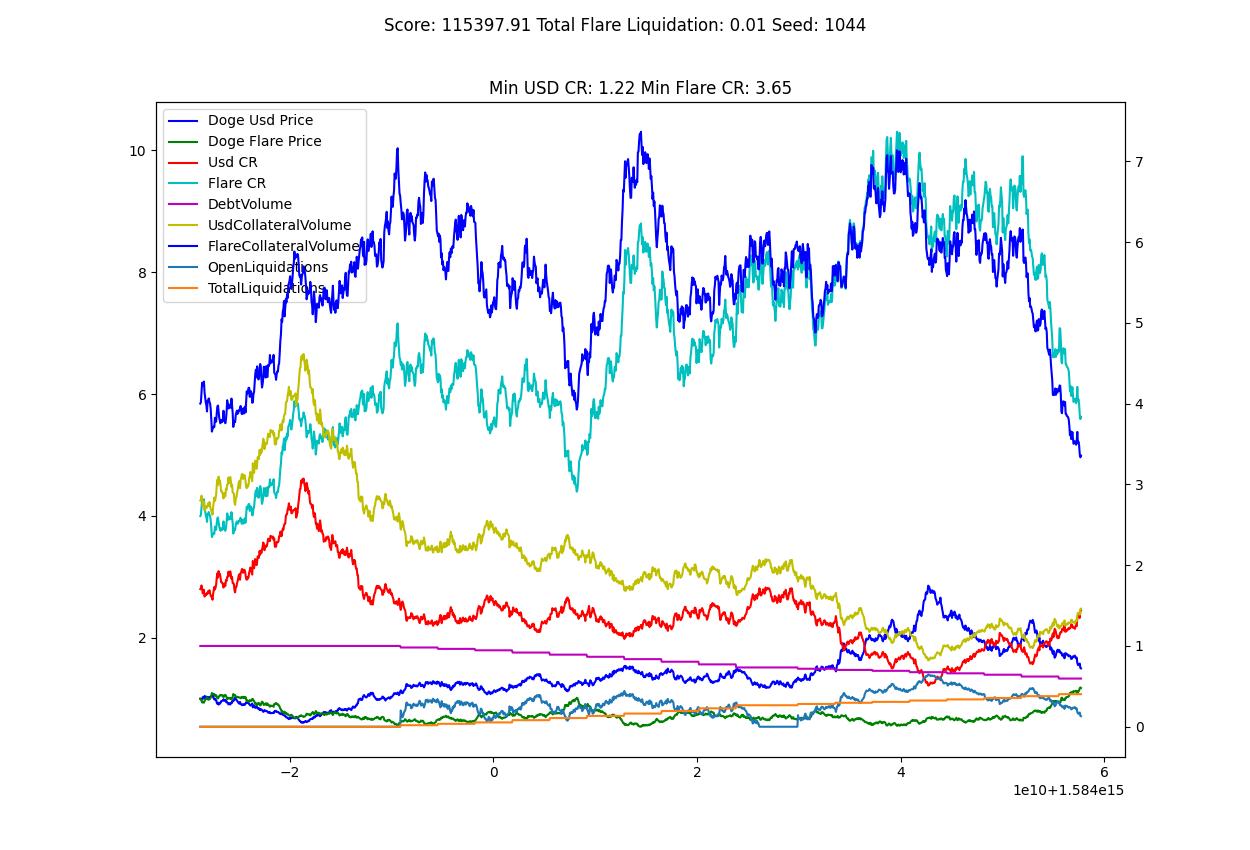 Score: 115397.91 Total Flare Liquidation: 0.01 Seed: 1044
Min USD CR: 1.22 Min Flare CR: 3.65
Doge Usd Price
Doge Flare Price
Usd CR
Flare CR
DebtVolume
UsdCollateralVolume
FlareCollateralVolume
OpenLiquidations
TotalLiquidations
10
8
6
4
2
7
6
5
4
3
2
1
0
−2
0
2
4
6
1e10+1.584e15